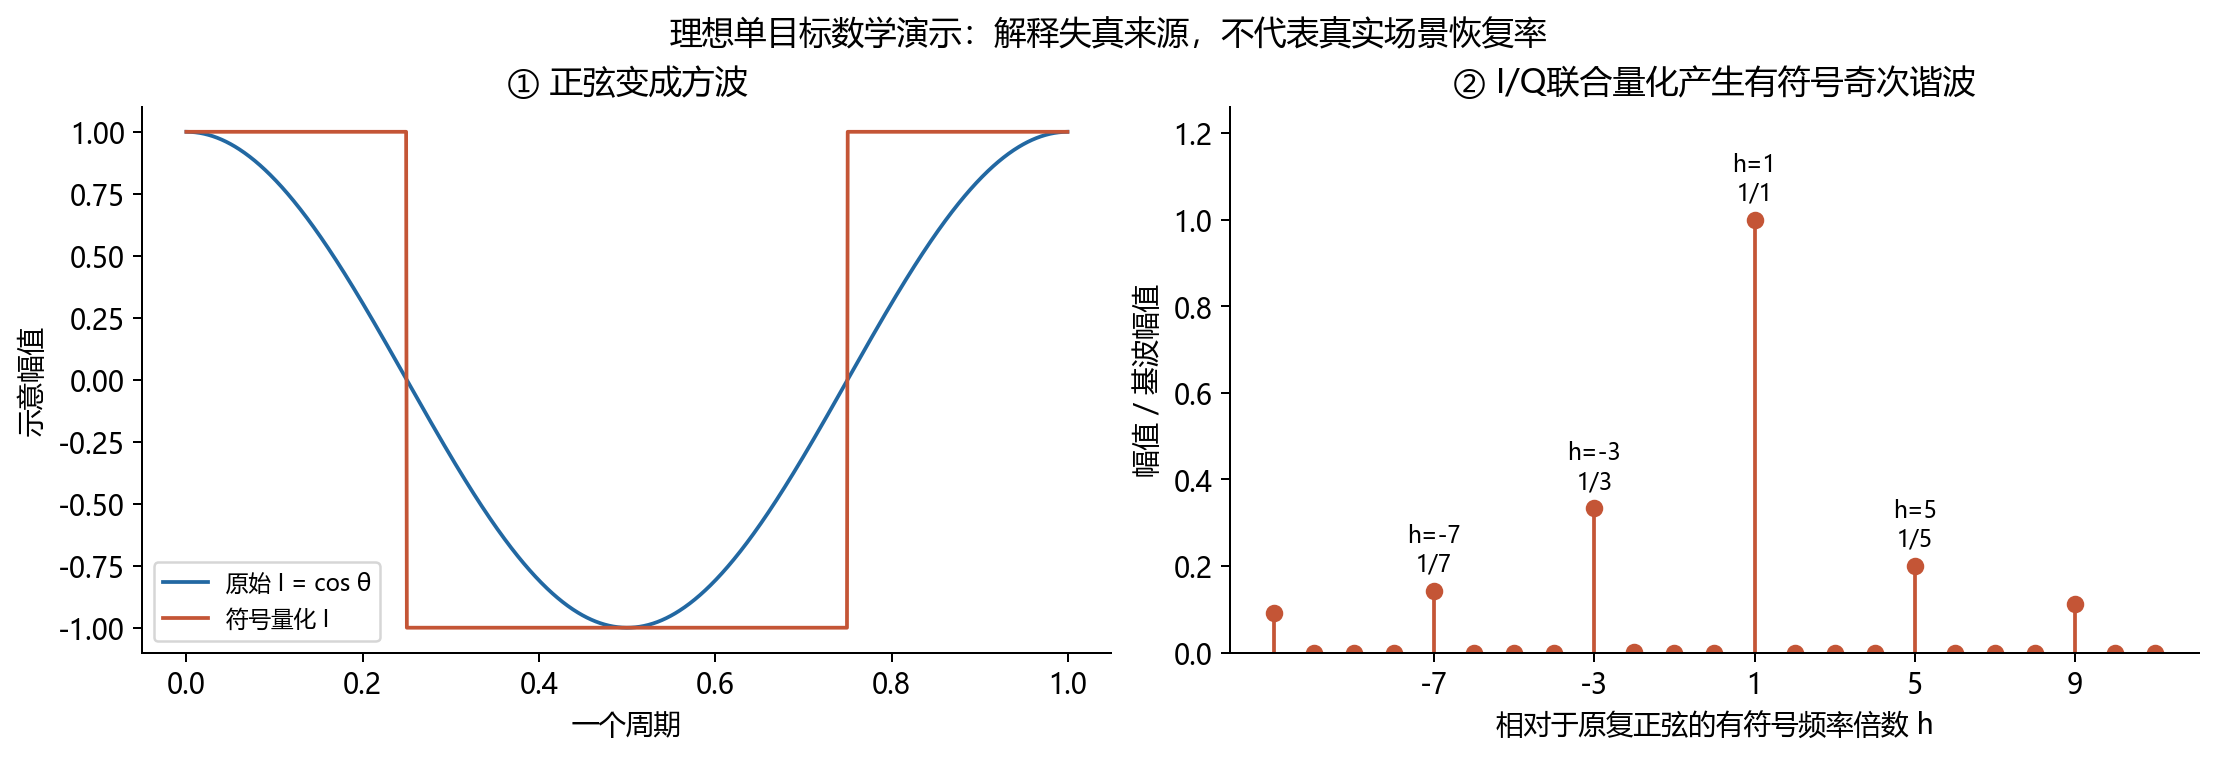 理想单目标数学演示：解释失真来源，不代表真实场景恢复率
① 正弦变成方波
示意幅值
1.00
0.75
0.50
0.25
0.00
-0.25
-0.50
-0.75
-1.00
原始 I = cos θ
符号量化 I
0.0
0.2
0.4
0.6
0.8
1.0
一个周期
② I/Q联合量化产生有符号奇次谐波
幅值 / 基波幅值
1.2
1.0
0.8
0.6
0.4
0.2
0.0
h=-7
1/7
h=-3
1/3
h=1
1/1
h=5
1/5
-7
-3
1
5
9
相对于原复正弦的有符号频率倍数 h